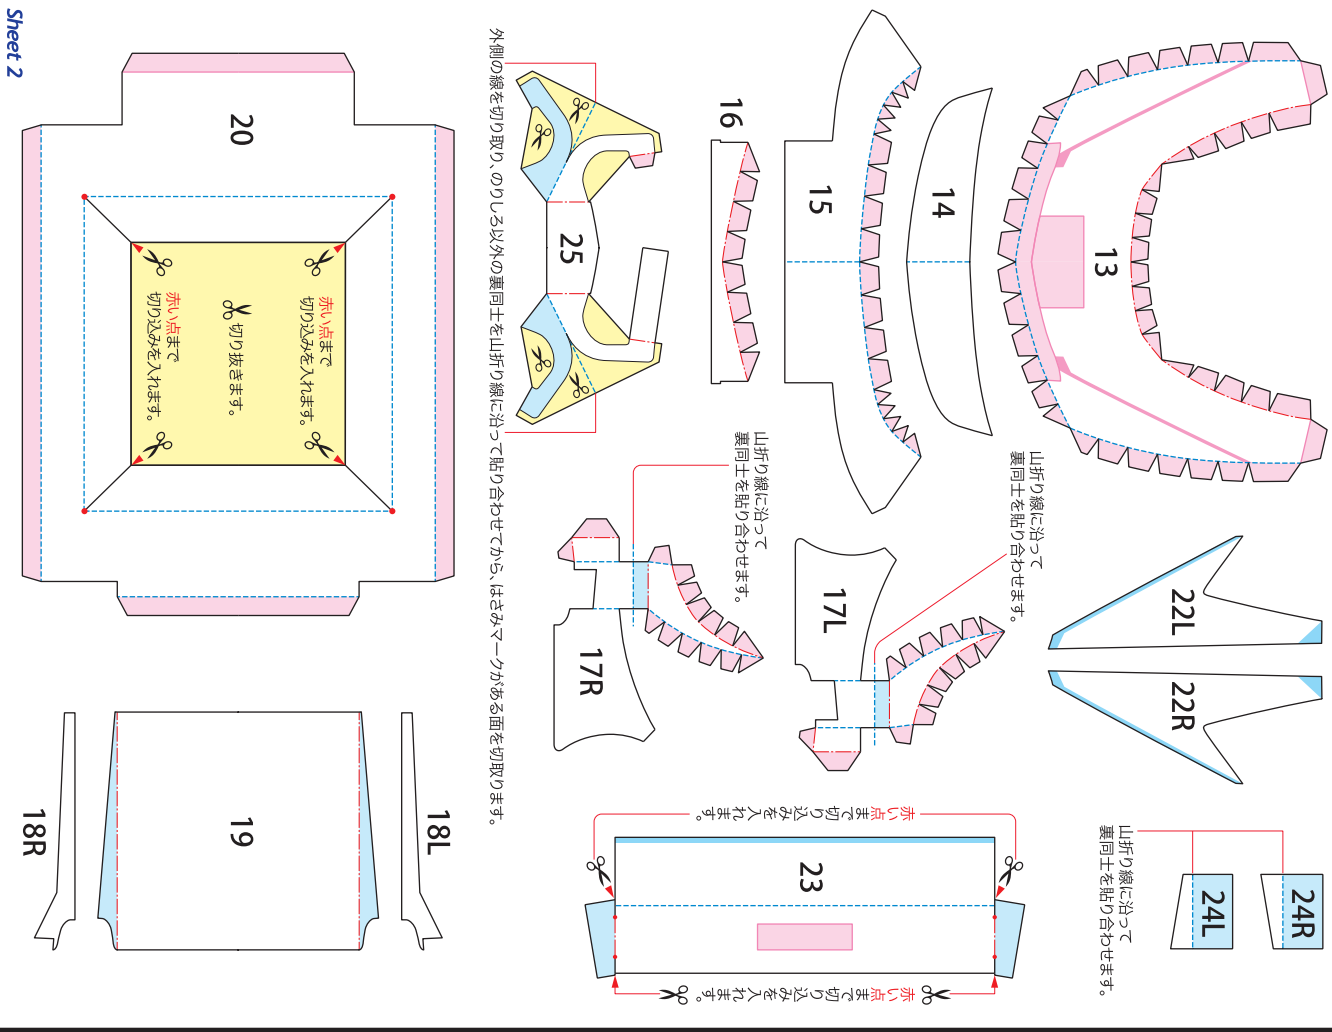 Sheet 2
20
赤い点まで
切り込みを入れます。
切り抜きます。
赤い点まで
切り込みを入れます。
外側の線を切り取り、のりしろ以外の裏同士を山折り線に沿って貼り合わせてから、はさみマークがある面を切取ります。
25
16
15
14
13
山折り線に沿って
裏同士を貼り合わせます。
17R
山折り線に沿って
裏同士を貼り合わせます。
17L
22L
22R
18R
19
18L
赤い点まで切り込みを入れます。
23
赤い点まで切り込みを入れます。
山折り線に沿って
裏同士を貼り合わせます。
24L
24R